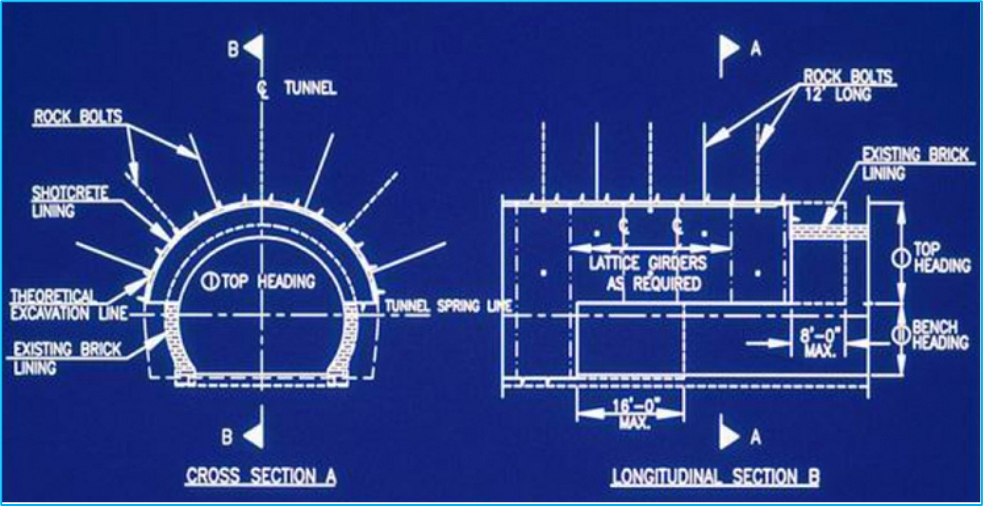 B
℄ TUNNEL
ROCK BOLTS
SHOTCRETE
LINING
① TOP HEADING
THEORETICAL
EXCAVATION LINE
TUNNEL SPRING LINE
EXISTING BRICK
LINING
B
CROSS SECTION A
A
ROCK BOLTS
12' LONG
EXISTING BRICK
LINING
℄ ℄
LATTICE GIRDERS
AS REQUIRED
Ⓘ TOP
HEADING
Ⓘ Ⓘ BENCH
HEADING
8'-0"
MAX.
16'-0"
MAX.
A
LONGITUDINAL SECTION B